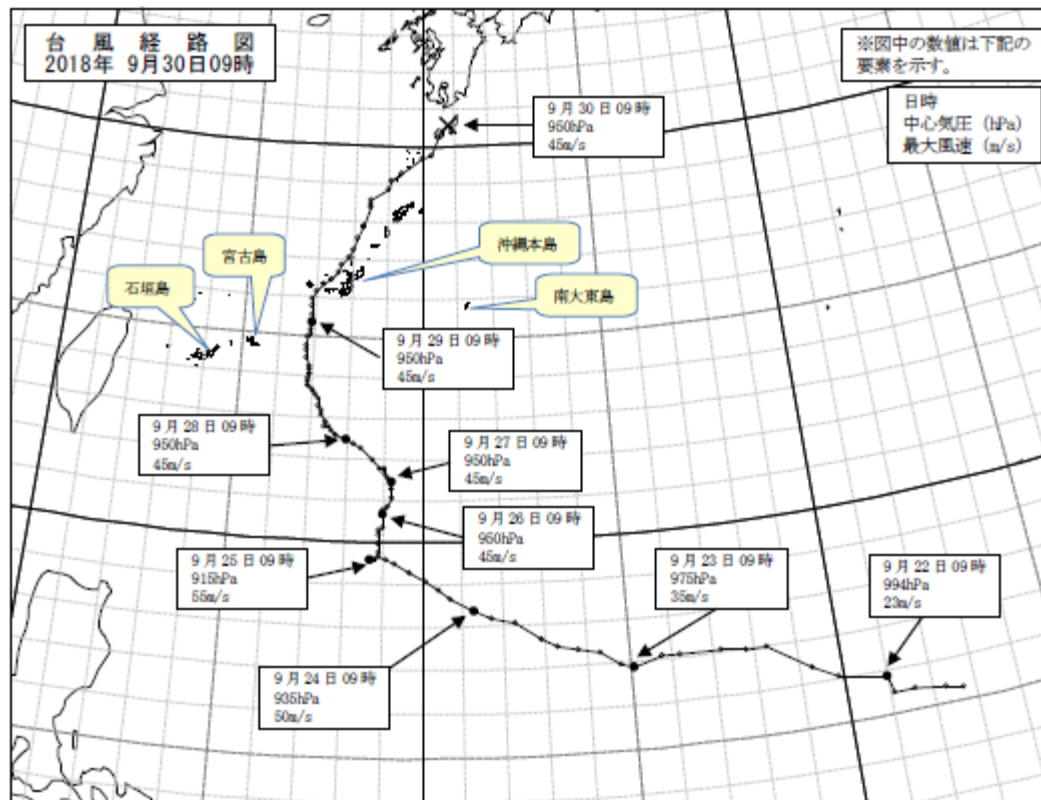 台風経路図
2018年 9月30日09時
※図中の数値は下記の
要素を示す。
日時
中心気圧 (hPa)
最大風速 (m/s)
9月30日09時
950hPa
45m/s
沖縄本島
宮古島
石垣島
南大東島
9月29日09時
950hPa
45m/s
9月28日09時
950hPa
45m/s
9月27日09時
950hPa
45m/s
9月26日09時
950hPa
45m/s
9月25日09時
915hPa
55m/s
9月23日09時
975hPa
35m/s
9月22日09時
994hPa
23m/s
9月24日09時
935hPa
50m/s